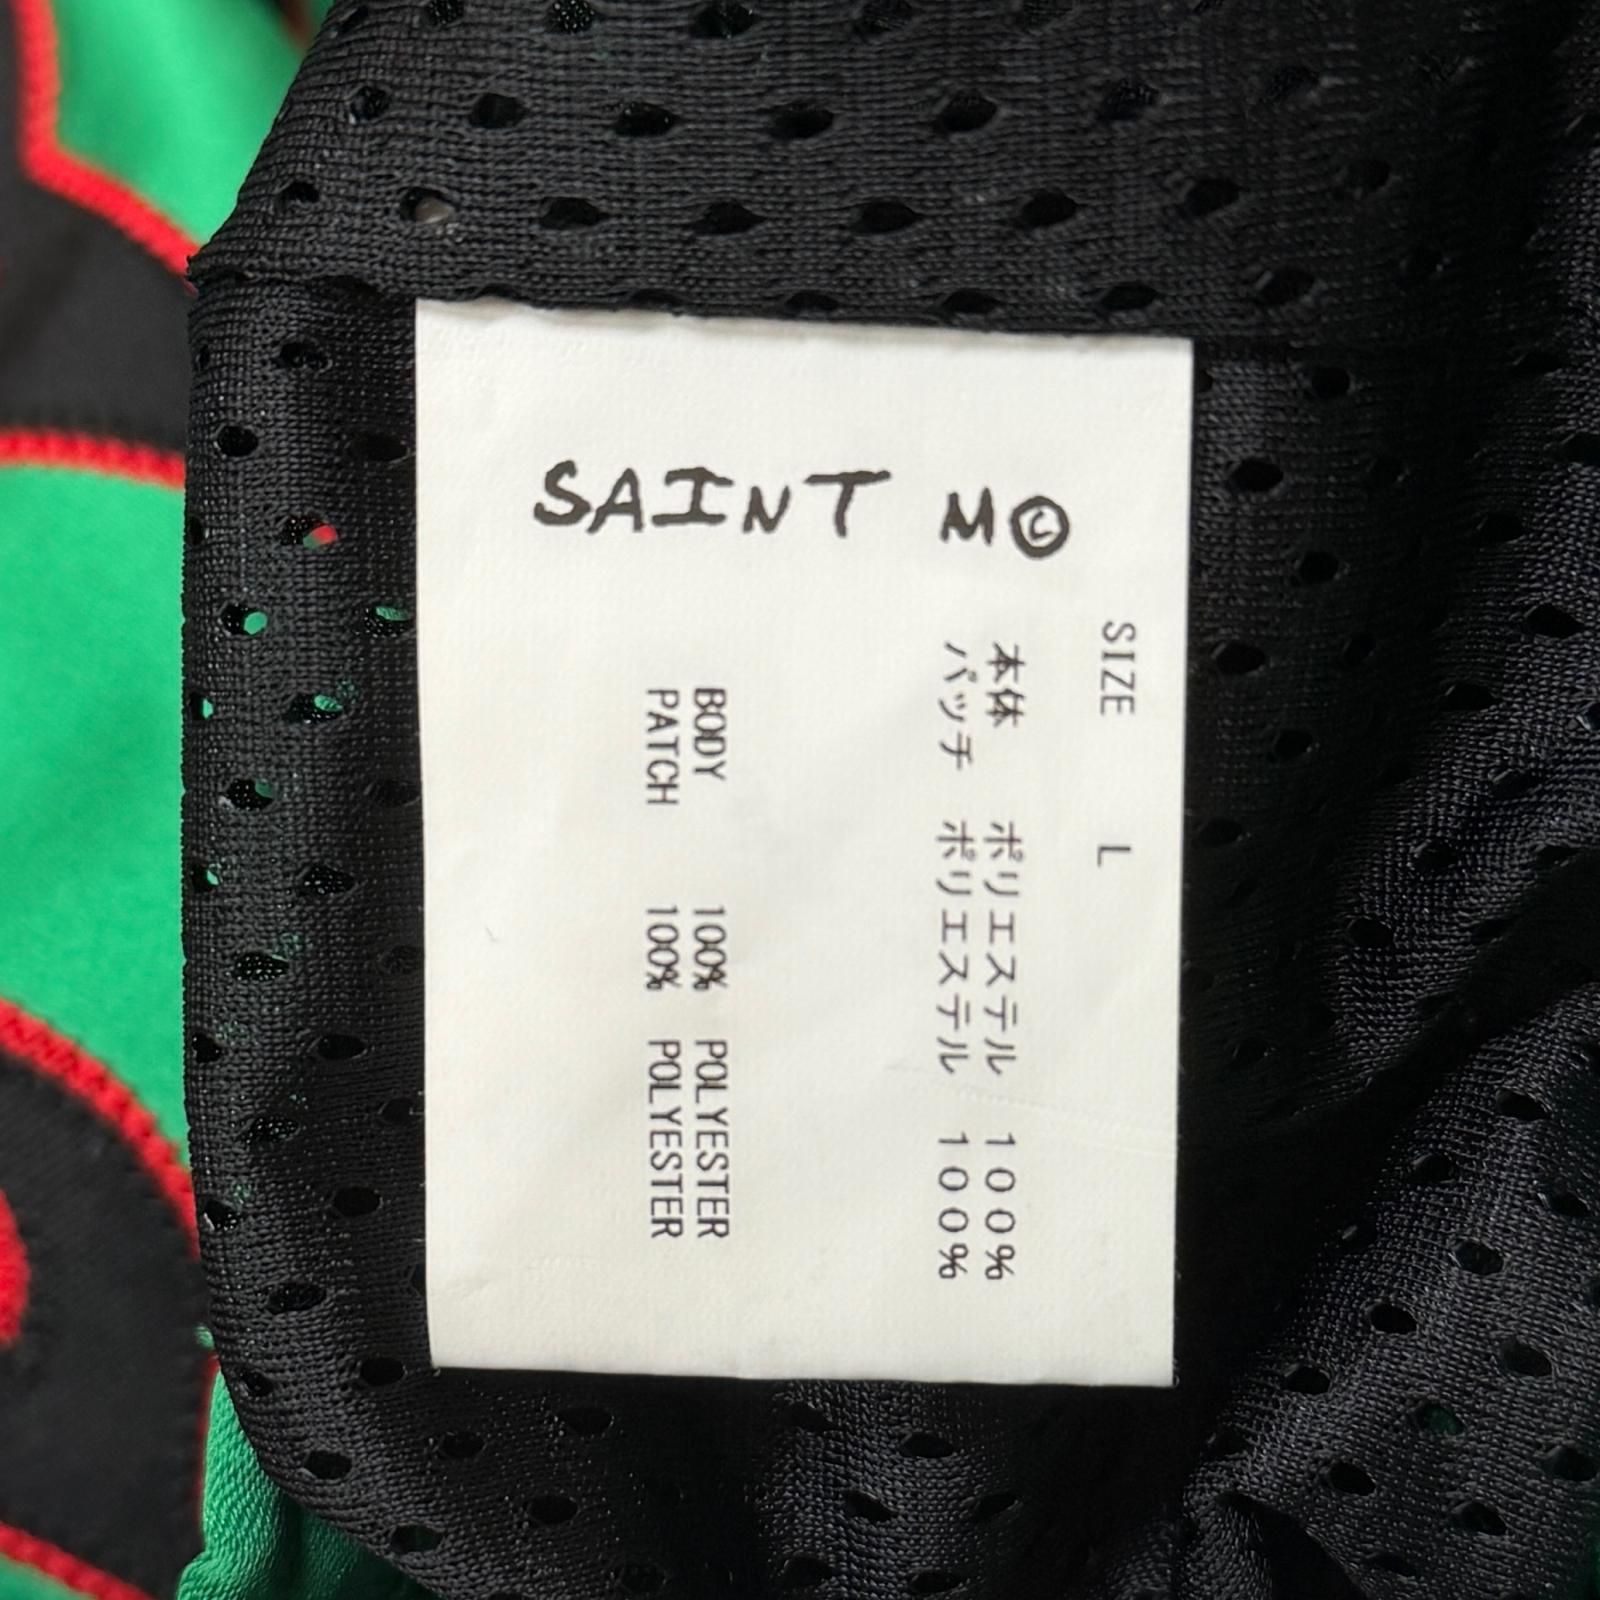 SAINT M©
SIZE L
本体 ポリエステル 100%
パッチ ポリエステル 100%
BODY 100% POLYESTER
PATCH 100% POLYESTER